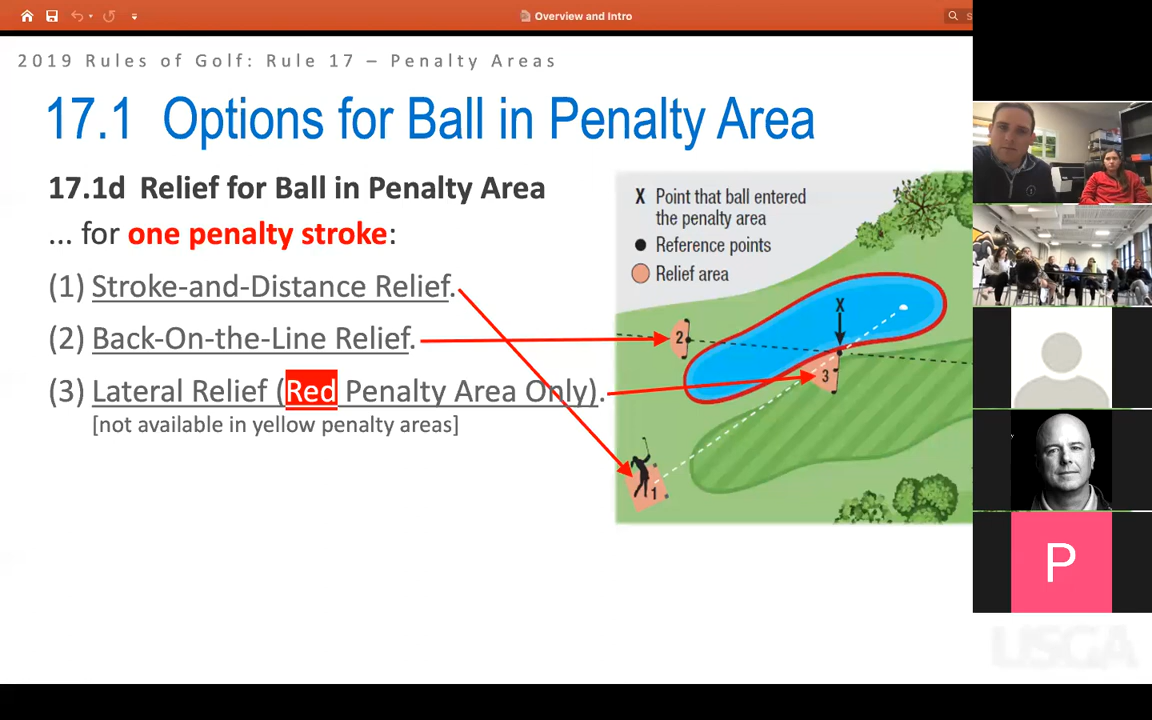 Overview and Intro
S
2019 Rules of Golf: Rule 17 – Penalty Areas
17.1 Options for Ball in Penalty Area
17.1d Relief for Ball in Penalty Area
... for one penalty stroke:
(1) Stroke-and-Distance Relief.
(2) Back-On-the-Line Relief.
(3) Lateral Relief (Red Penalty Area Only).
[not available in yellow penalty areas]
X Point that ball entered
the penalty area
Reference points
Relief area
X
2
3
1
P
USGA